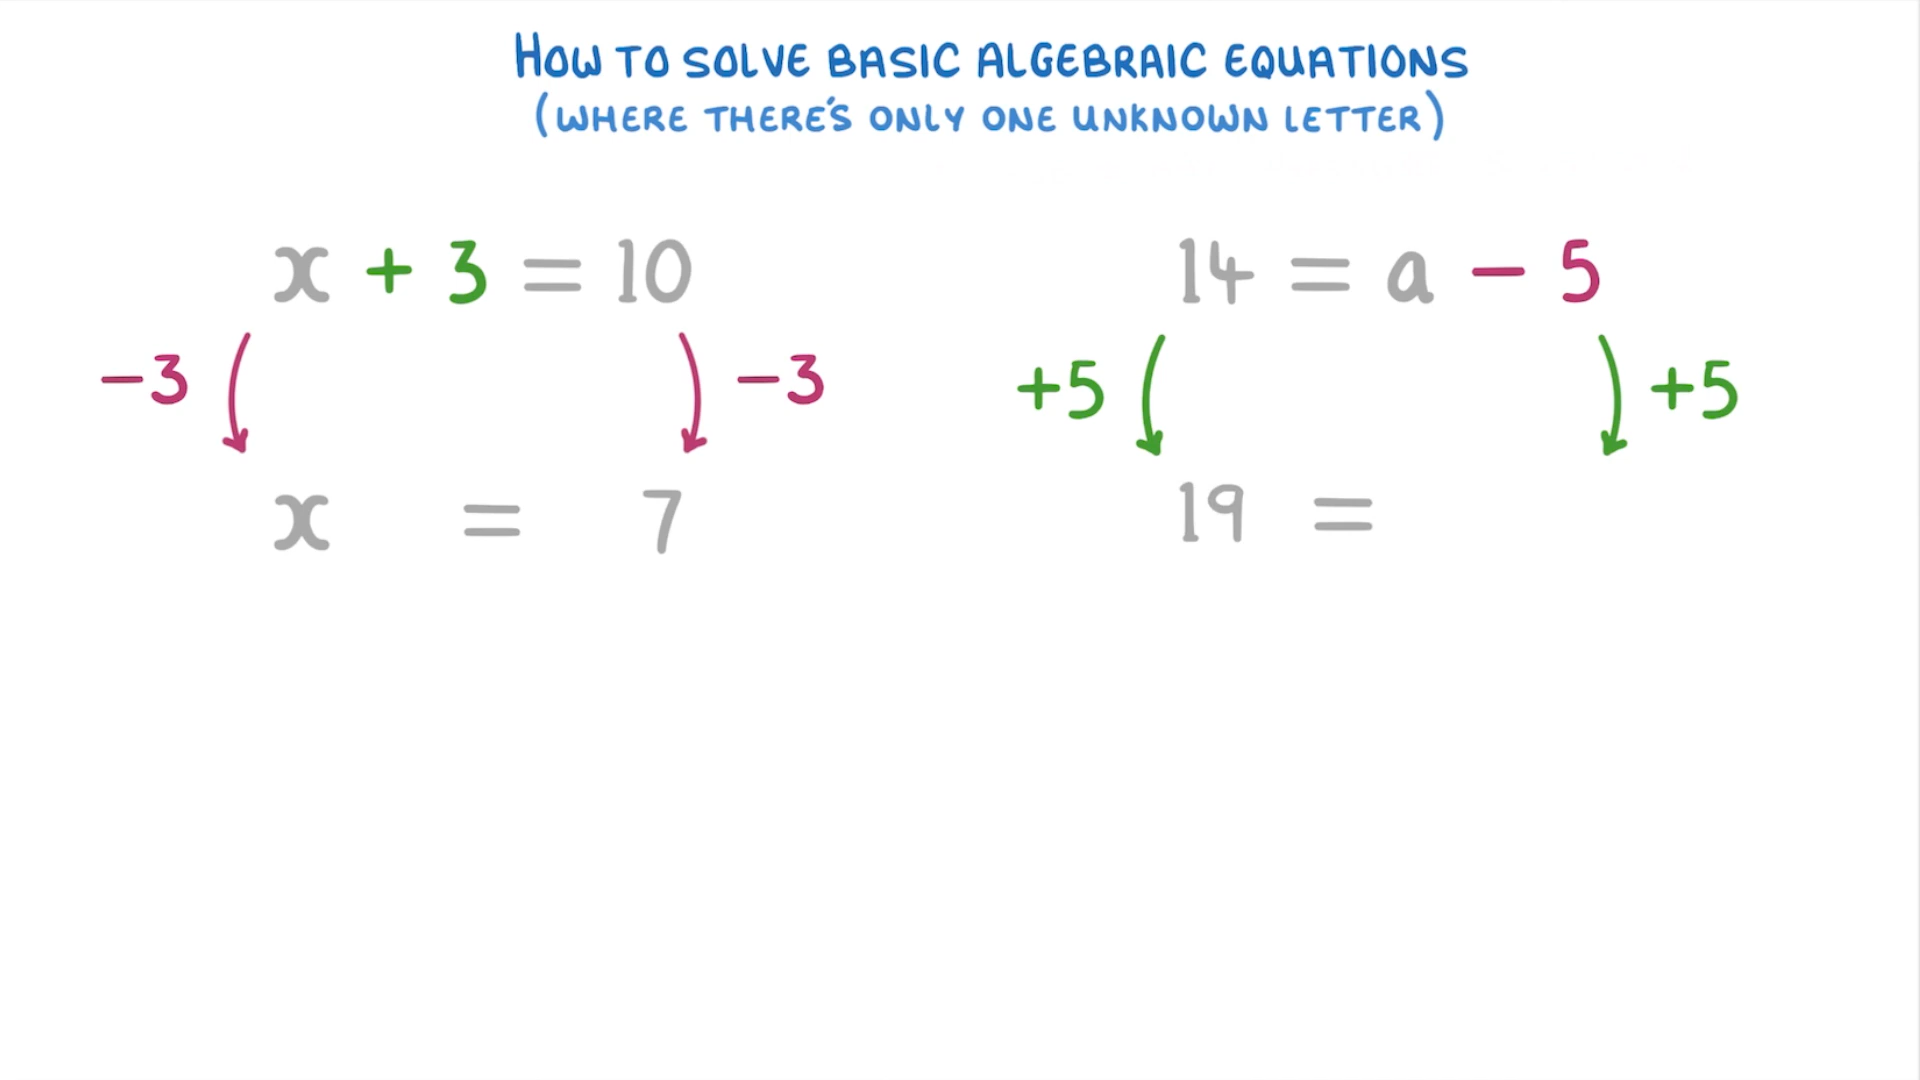 HOW TO SOLVE BASIC ALGEBRAIC EQUATIONS
(WHERE THERE'S ONLY ONE UNKNOWN LETTER)
x + 3 = 10
-3 -3
x = 7
14 = a - 5
+5 +5
19 =